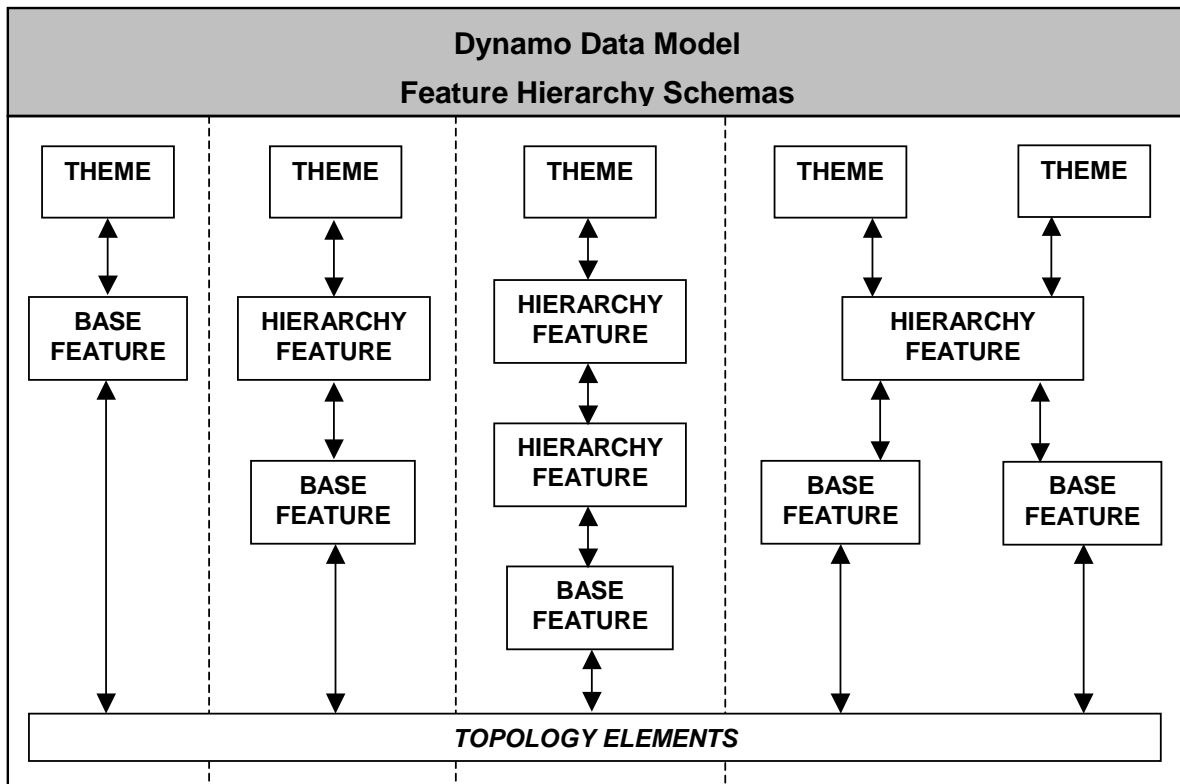 Dynamo Data Model
Feature Hierarchy Schemas
THEME
THEME
THEME
THEME
THEME
BASE
FEATURE
HIERARCHY
FEATURE
HIERARCHY
FEATURE
HIERARCHY
FEATURE
BASE
FEATURE
HIERARCHY
FEATURE
BASE
FEATURE
BASE
FEATURE
BASE
FEATURE
TOPOLOGY ELEMENTS